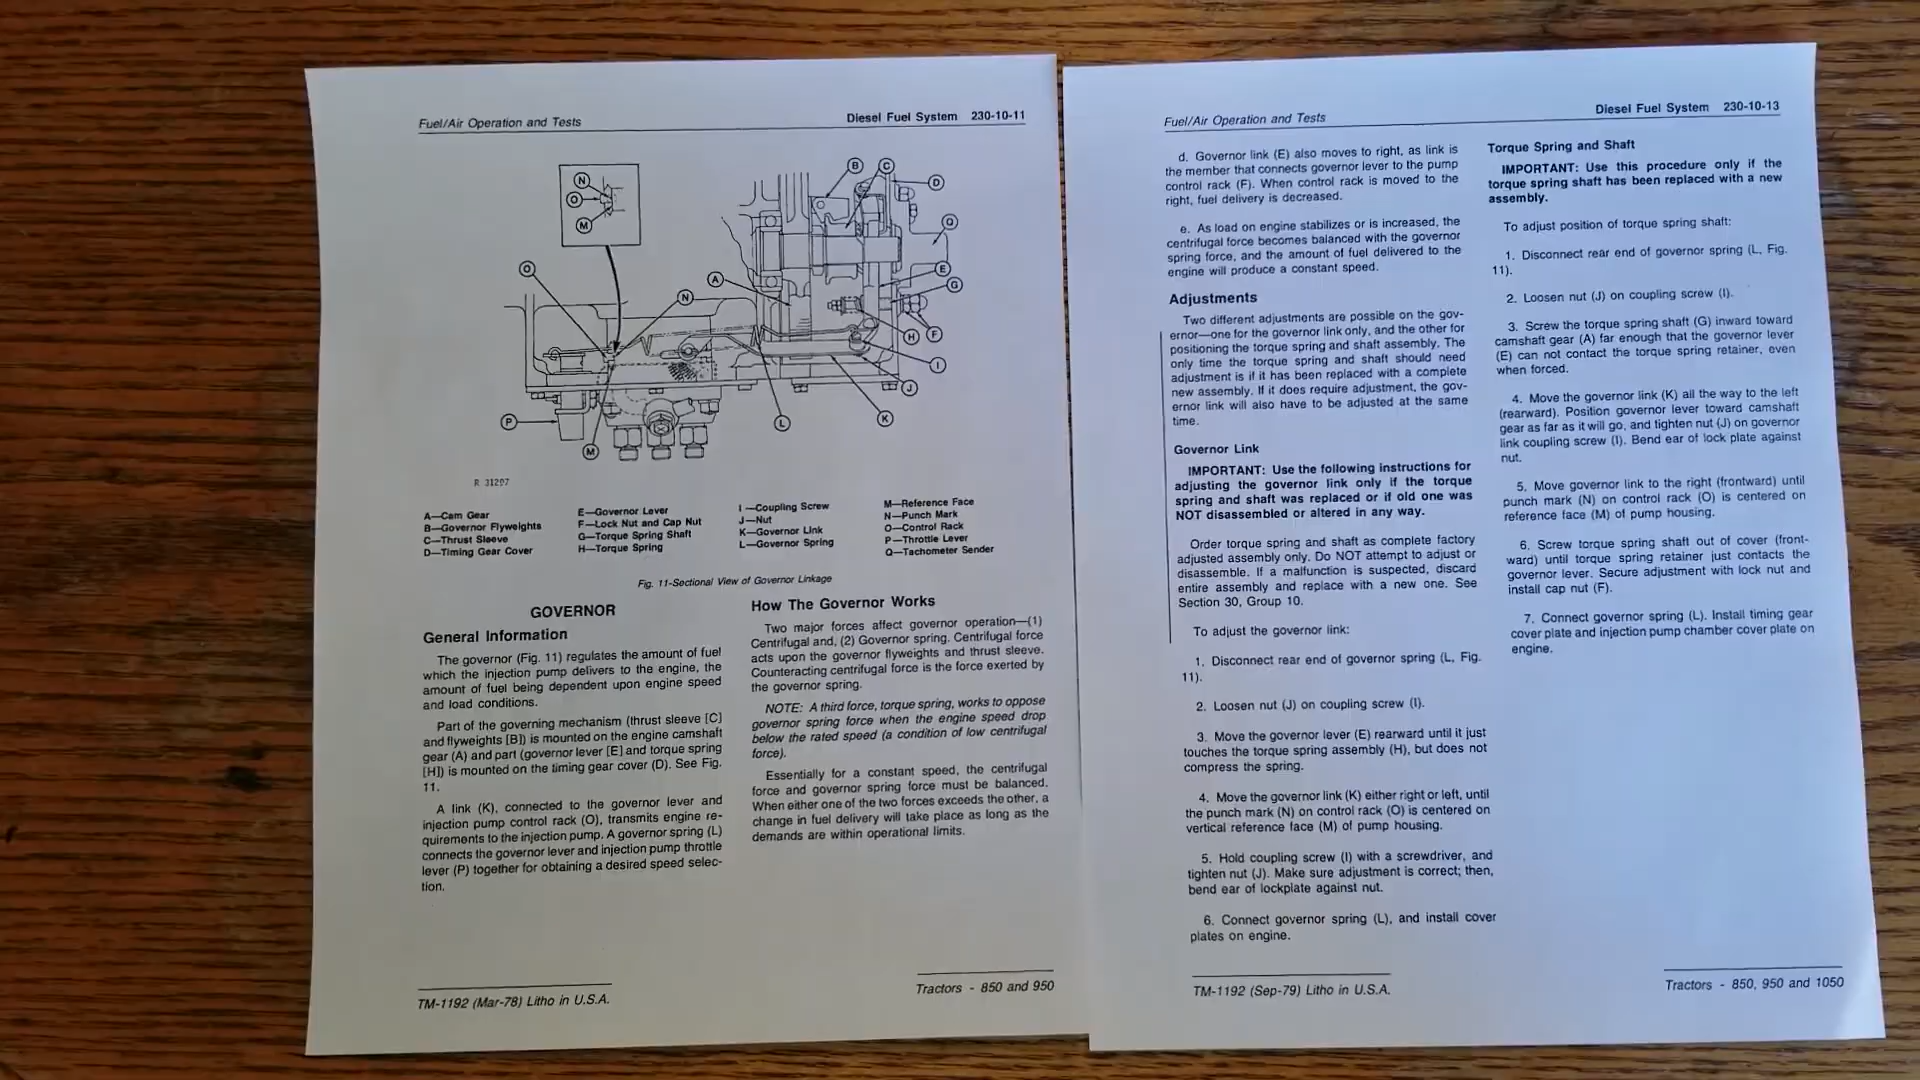 Fuel/Air Operation and Tests
Diesel Fuel System 230-10-11
N
O
M
B
C
D
Q
O
N
A
E
G
F
H
I
J
K
L
P
M
R 31297
A—Cam Gear
B—Governor Flyweights
C—Thrust Sleeve
D—Timing Gear Cover
E—Governor Lever
F—Lock Nut and Cap Nut
G—Torque Spring Shaft
H—Torque Spring
I —Coupling Screw
J—Nut
K—Governor Link
L—Governor Spring
M—Reference Face
N—Punch Mark
O—Control Rack
P—Throttle Lever
Q—Tachometer Sender
Fig. 11-Sectional View of Governor Linkage
GOVERNOR
General Information
The governor (Fig. 11) regulates the amount of fuel
which the injection pump delivers to the engine, the
amount of fuel being dependent upon engine speed
and load conditions.
Part of the governing mechanism (thrust sleeve [C]
and flyweights [B]) is mounted on the engine camshaft
gear (A) and part (governor lever [E] and torque spring
[H]) is mounted on the timing gear cover (D). See Fig.
11.
A link (K), connected to the governor lever and
injection pump control rack (O), transmits engine re-
quirements to the injection pump. A governor spring (L)
connects the governor lever and injection pump throttle
lever (P) together for obtaining a desired speed selec-
tion.
How The Governor Works
Two major forces affect governor operation—(1)
Centrifugal and, (2) Governor spring. Centrifugal force
acts upon the governor flyweights and thrust sleeve.
Counteracting centrifugal force is the force exerted by
the governor spring.
NOTE: A third force, torque spring, works to oppose
governor spring force when the engine speed drop
below the rated speed (a condition of low centrifugal
force).
Essentially for a constant speed, the centrifugal
force and governor spring force must be balanced.
When either one of the two forces exceeds the other, a
change in fuel delivery will take place as long as the
demands are within operational limits.
TM-1192 (Mar-78) Litho in U.S.A.
Tractors - 850 and 950
Fuel/Air Operation and Tests
Diesel Fuel System 230-10-13
d. Governor link (E) also moves to right, as link is
the member that connects governor lever to the pump
control rack (F). When control rack is moved to the
right, fuel delivery is decreased.
e. As load on engine stabilizes or is increased, the
centrifugal force becomes balanced with the governor
spring force, and the amount of fuel delivered to the
engine will produce a constant speed.
Adjustments
Two different adjustments are possible on the gov-
ernor—one for the governor link only, and the other for
positioning the torque spring and shaft assembly. The
only time the torque spring and shaft should need
adjustment is if it has been replaced with a complete
new assembly. If it does require adjustment, the gov-
ernor link will also have to be adjusted at the same
time.
Governor Link
IMPORTANT: Use the following instructions for
adjusting the governor link only if the torque
spring and shaft was replaced or if old one was
NOT disassembled or altered in any way.
Order torque spring and shaft as complete factory
adjusted assembly only. Do NOT attempt to adjust or
disassemble. If a malfunction is suspected, discard
entire assembly and replace with a new one. See
Section 30, Group 10.
To adjust the governor link:
1. Disconnect rear end of governor spring (L, Fig.
11).
2. Loosen nut (J) on coupling screw (I).
3. Move the governor lever (E) rearward until it just
touches the torque spring assembly (H), but does not
compress the spring.
4. Move the governor link (K) either right or left, until
the punch mark (N) on control rack (O) is centered on
vertical reference face (M) of pump housing.
5. Hold coupling screw (I) with a screwdriver, and
tighten nut (J). Make sure adjustment is correct; then,
bend ear of lockplate against nut.
6. Connect governor spring (L), and install cover
plates on engine.
Torque Spring and Shaft
IMPORTANT: Use this procedure only if the
torque spring shaft has been replaced with a new
assembly.
To adjust position of torque spring shaft:
1. Disconnect rear end of governor spring (L, Fig.
11).
2. Loosen nut (J) on coupling screw (I).
3. Screw the torque spring shaft (G) inward toward
camshaft gear (A) far enough that the governor lever
(E) can not contact the torque spring retainer, even
when forced.
4. Move the governor link (K) all the way to the left
(rearward). Position governor lever toward camshaft
gear as far as it will go, and tighten nut (J) on governor
link coupling screw (I). Bend ear of lock plate against
nut.
5. Move governor link to the right (frontward) until
punch mark (N) on control rack (O) is centered on
reference face (M) of pump housing.
6. Screw torque spring shaft out of cover (front-
ward) until torque spring retainer just contacts the
governor lever. Secure adjustment with lock nut and
install cap nut (F).
7. Connect governor spring (L). Install timing gear
cover plate and injection pump chamber cover plate on
engine.
TM-1192 (Sep-79) Litho in U.S.A.
Tractors - 850, 950 and 1050